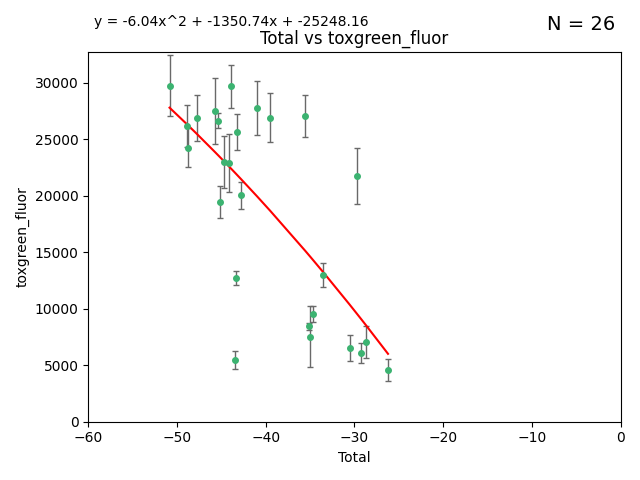 y = -6.04x^2 + -1350.74x + -25248.16
N = 26
Total vs toxgreen_fluor
toxgreen_fluor
30000
25000
20000
15000
10000
5000
0
−60
−50
−40
−30
−20
−10
0
Total